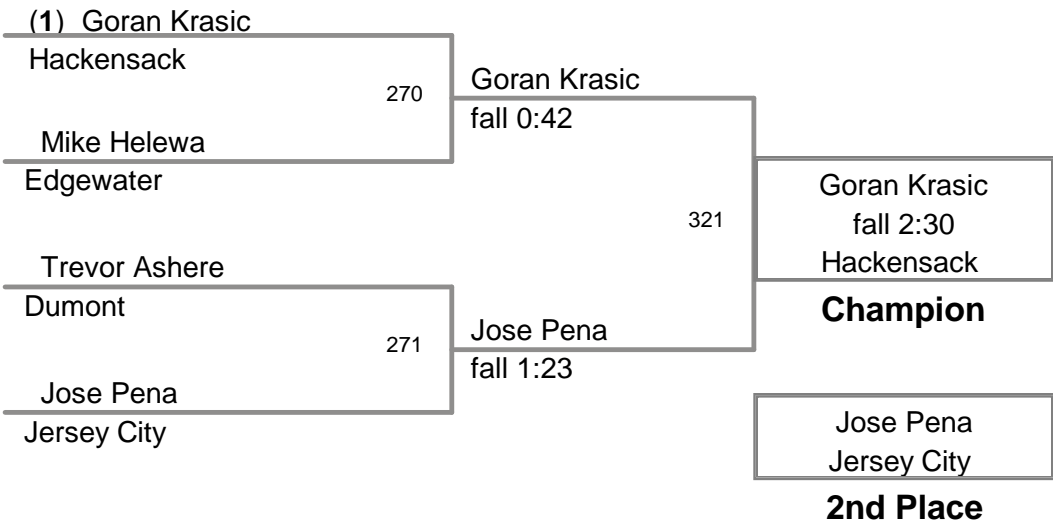 (1) Goran Krasic
Hackensack
270
Mike Helewa
Edgewater
Trevor Ashere
Dumont
271
Jose Pena
Jersey City
Goran Krasic
fall 0:42
321
Jose Pena
fall 1:23
Goran Krasic
fall 2:30
Hackensack
Champion
Jose Pena
Jersey City
2nd Place